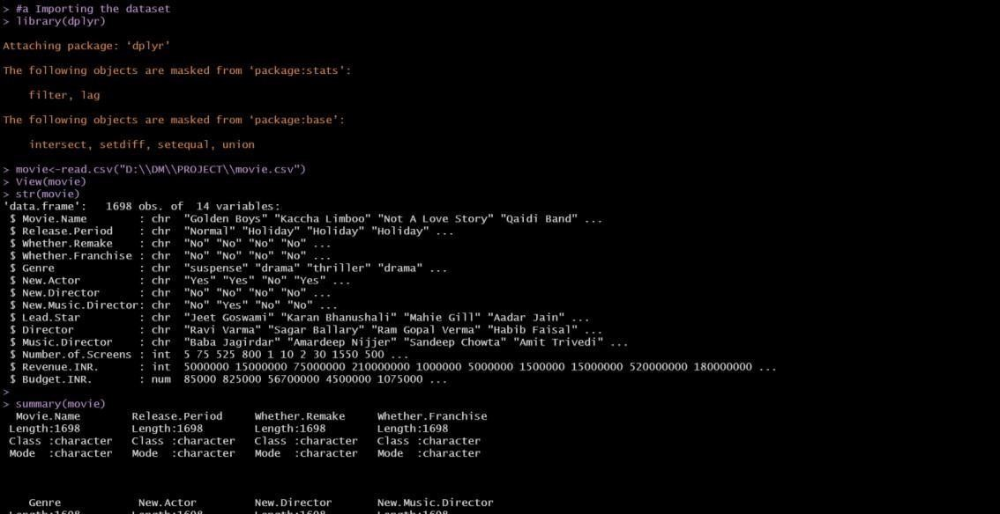 > #a Importing the dataset
> library(dplyr)
Attaching package: ‘dplyr’
The following objects are masked from ‘package:stats’:
filter, lag
The following objects are masked from ‘package:base’:
intersect, setdiff, setequal, union
> movie<-read.csv("D:\\DM\\PROJECT\\movie.csv")
> View(movie)
> str(movie)
'data.frame':   1698 obs. of  14 variables:
 $ Movie.Name        : chr  "Golden Boys" "Kaccha Limboo" "Not A Love Story" "Qaidi Band" ...
 $ Release.Period    : chr  "Normal" "Holiday" "Holiday" "Holiday" ...
 $ Whether.Remake    : chr  "No" "No" "No" "No" ...
 $ Whether.Franchise : chr  "No" "No" "No" "No" ...
 $ Genre             : chr  "suspense" "drama" "thriller" "drama" ...
 $ New.Actor         : chr  "Yes" "Yes" "No" "Yes" ...
 $ New.Director      : chr  "No" "No" "No" "No" ...
 $ New.Music.Director: chr  "No" "Yes" "No" "No" ...
 $ Lead.Star         : chr  "Jeet Goswami" "Karan Bhanushali" "Mahie Gill" "Aadar Jain" ...
 $ Director          : chr  "Ravi Varma" "Sagar Ballary" "Ram Gopal Verma" "Habib Faisal" ...
 $ Music.Director    : chr  "Baba Jagirdar" "Amardeep Nijjer" "Sandeep Chowta" "Amit Trivedi" ...
 $ Number.of.Screens : int  5 75 525 800 1 10 2 30 1550 500 ...
 $ Revenue.INR.      : int  5000000 15000000 75000000 210000000 1000000 5000000 1500000 15000000 520000000 180000000 ...
 $ Budget.INR.       : num  85000 825000 56700000 4500000 1075000 ...
>
> summary(movie)
  Movie.Name        Release.Period     Whether.Remake     Whether.Franchise
 Length:1698        Length:1698        Length:1698        Length:1698
 Class :character   Class :character   Class :character   Class :character
 Mode  :character   Mode  :character   Mode  :character   Mode  :character
    Genre            New.Actor         New.Director       New.Music.Director
 Length:1698        Length:1698        Length:1698        Length:1698